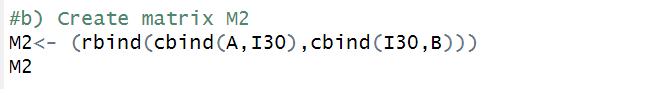 #b) Create matrix M2
M2<- (rbind(cbind(A,I30),cbind(I30,B)))
M2